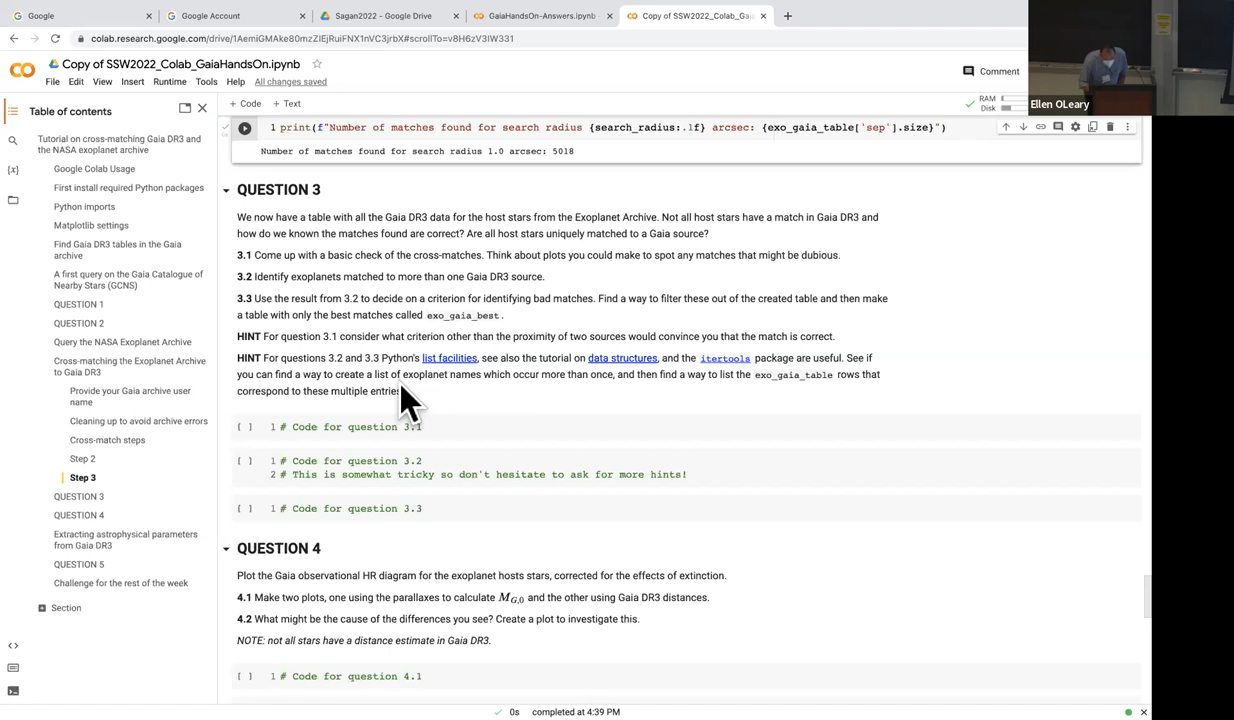 Google
Google Account
Sagan2022 - Google Drive
GaiaHandsOn-Answers.ipynb -
Copy of SSW2022_Colab_Gai
colab.research.google.com/drive/1AemiGMAke80mzZIEjRuiFNX1nVC3jrbX#scrollTo=v8H6zV3IW331
Copy of SSW2022_Colab_GaiaHandsOn.ipynb
File Edit View Insert Runtime Tools Help All changes saved
Comment
Ellen OLeary
Table of contents
+ Code + Text
RAM
Disk
Tutorial on cross-matching Gaia DR3 and
the NASA exoplanet archive
Google Colab Usage
First install required Python packages
Python imports
Matplotlib settings
Find Gaia DR3 tables in the Gaia
archive
A first query on the Gaia Catalogue of
Nearby Stars (GCNS)
QUESTION 1
QUESTION 2
Query the NASA Exoplanet Archive
Cross-matching the Exoplanet Archive
to Gaia DR3
Provide your Gaia archive user
name
Cleaning up to avoid archive errors
Cross-match steps
Step 2
Step 3
QUESTION 3
QUESTION 4
Extracting astrophysical parameters
from Gaia DR3
QUESTION 5
Challenge for the rest of the week
Section
1 print(f"Number of matches found for search radius {search_radius:.1f} arcsec: {exo_gaia_table['sep'].size}")
Number of matches found for search radius 1.0 arcsec: 5018
QUESTION 3
We now have a table with all the Gaia DR3 data for the host stars from the Exoplanet Archive. Not all host stars have a match in Gaia DR3 and
how do we known the matches found are correct? Are all host stars uniquely matched to a Gaia source?
3.1 Come up with a basic check of the cross-matches. Think about plots you could make to spot any matches that might be dubious.
3.2 Identify exoplanets matched to more than one Gaia DR3 source.
3.3 Use the result from 3.2 to decide on a criterion for identifying bad matches. Find a way to filter these out of the created table and then make
a table with only the best matches called exo_gaia_best.
HINT For question 3.1 consider what criterion other than the proximity of two sources would convince you that the match is correct.
HINT For questions 3.2 and 3.3 Python's list facilities, see also the tutorial on data structures, and the itertools package are useful. See if
you can find a way to create a list of exoplanet names which occur more than once, and then find a way to list the exo_gaia_table rows that
correspond to these multiple entries
[ ] 1 # Code for question 3.1
[ ] 1 # Code for question 3.2
2 # This is somewhat tricky so don't hesitate to ask for more hints!
[ ] 1 # Code for question 3.3
QUESTION 4
Plot the Gaia observational HR diagram for the exoplanet hosts stars, corrected for the effects of extinction.
4.1 Make two plots, one using the parallaxes to calculate M_G,0 and the other using Gaia DR3 distances.
4.2 What might be the cause of the differences you see? Create a plot to investigate this.
NOTE: not all stars have a distance estimate in Gaia DR3.
[ ] 1 # Code for question 4.1
0s completed at 4:39 PM